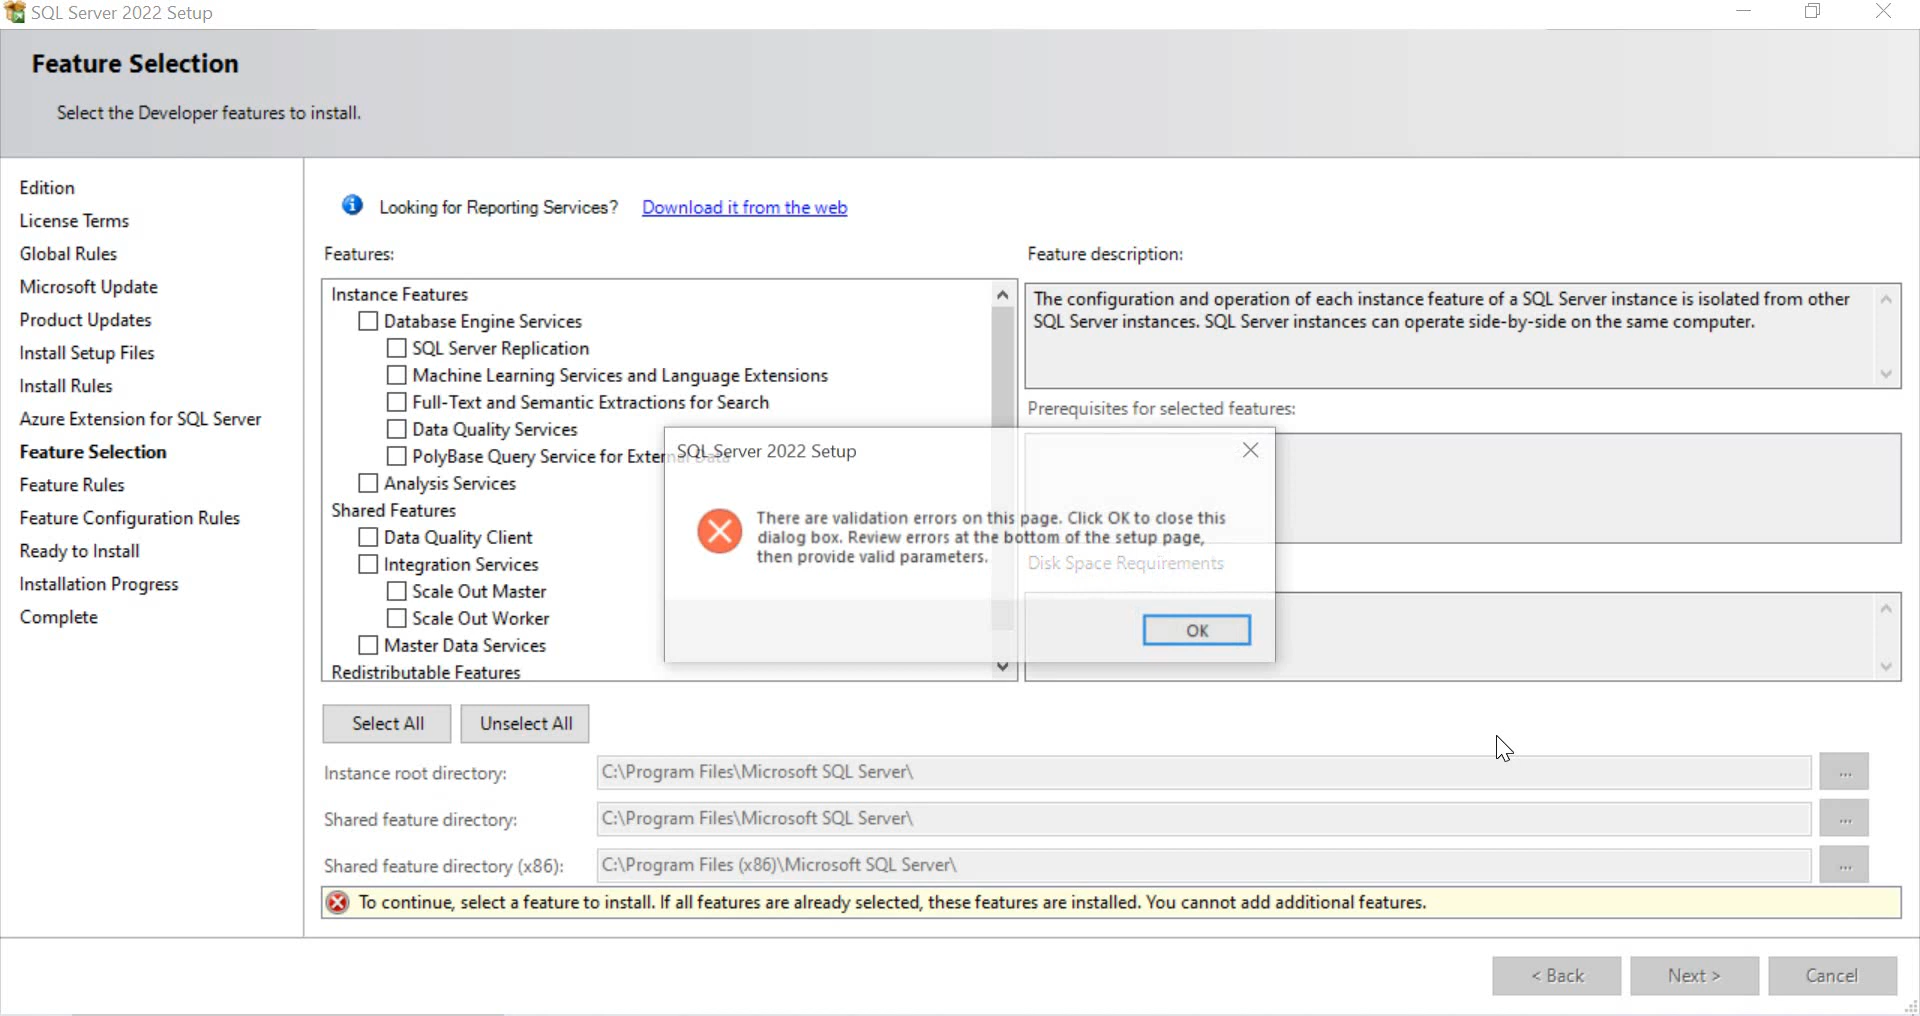 SQL Server 2022 Setup
Feature Selection
Select the Developer features to install.
Edition
License Terms
Global Rules
Microsoft Update
Product Updates
Install Setup Files
Install Rules
Azure Extension for SQL Server
Feature Selection
Feature Rules
Feature Configuration Rules
Ready to Install
Installation Progress
Complete
Looking for Reporting Services? Download it from the web
Features:
Instance Features
Database Engine Services
SQL Server Replication
Machine Learning Services and Language Extensions
Full-Text and Semantic Extractions for Search
Data Quality Services
PolyBase Query Service for External Data
Analysis Services
Shared Features
Data Quality Client
Integration Services
Scale Out Master
Scale Out Worker
Master Data Services
Redistributable Features
Feature description:
The configuration and operation of each instance feature of a SQL Server instance is isolated from other
SQL Server instances. SQL Server instances can operate side-by-side on the same computer.
Prerequisites for selected features:
Disk Space Requirements
SQL Server 2022 Setup
There are validation errors on this page. Click OK to close this
dialog box. Review errors at the bottom of the setup page,
then provide valid parameters.
OK
Select All
Unselect All
Instance root directory:
C:\Program Files\Microsoft SQL Server\
...
Shared feature directory:
C:\Program Files\Microsoft SQL Server\
...
Shared feature directory (x86):
C:\Program Files (x86)\Microsoft SQL Server\
...
To continue, select a feature to install. If all features are already selected, these features are installed. You cannot add additional features.
< Back
Next >
Cancel